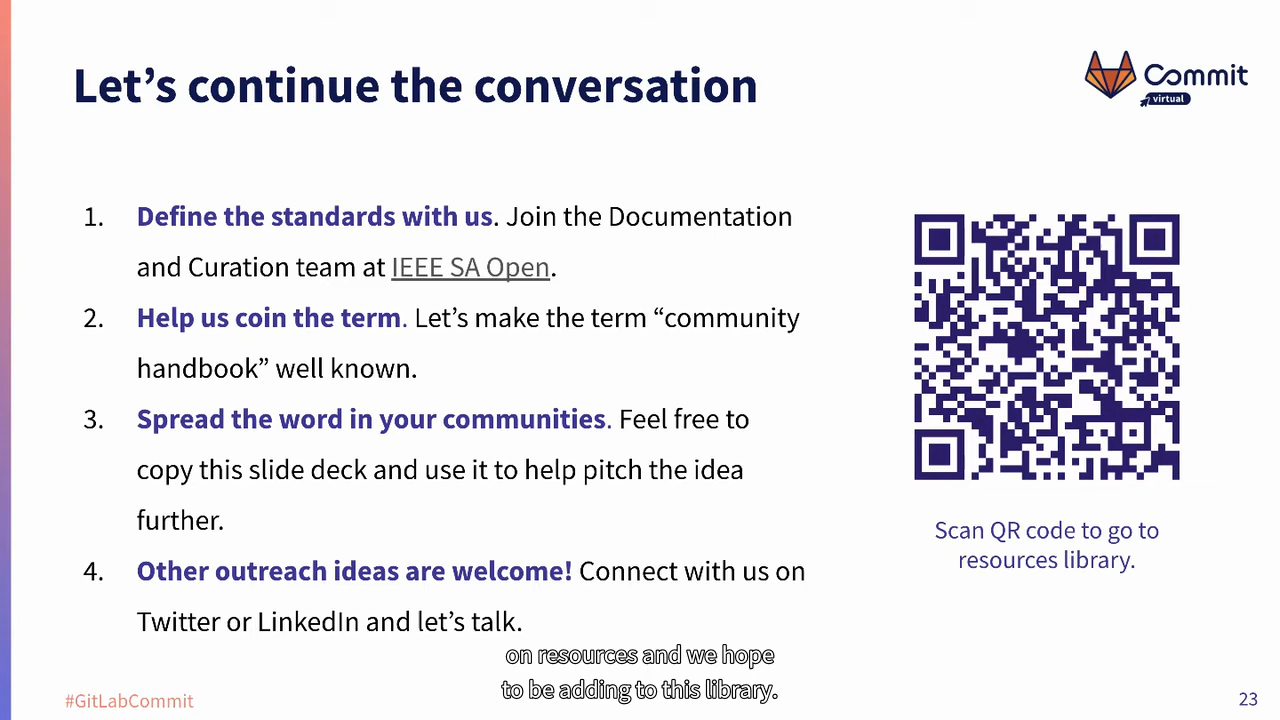 Let’s continue the conversation
Commit
virtual
1. Define the standards with us. Join the Documentation
and Curation team at IEEE SA Open.
2. Help us coin the term. Let’s make the term “community
handbook” well known.
3. Spread the word in your communities. Feel free to
copy this slide deck and use it to help pitch the idea
further.
4. Other outreach ideas are welcome! Connect with us on
Twitter or LinkedIn and let’s talk.
Scan QR code to go to
resources library.
on resources and we hope
to be adding to this library.
#GitLabCommit
23